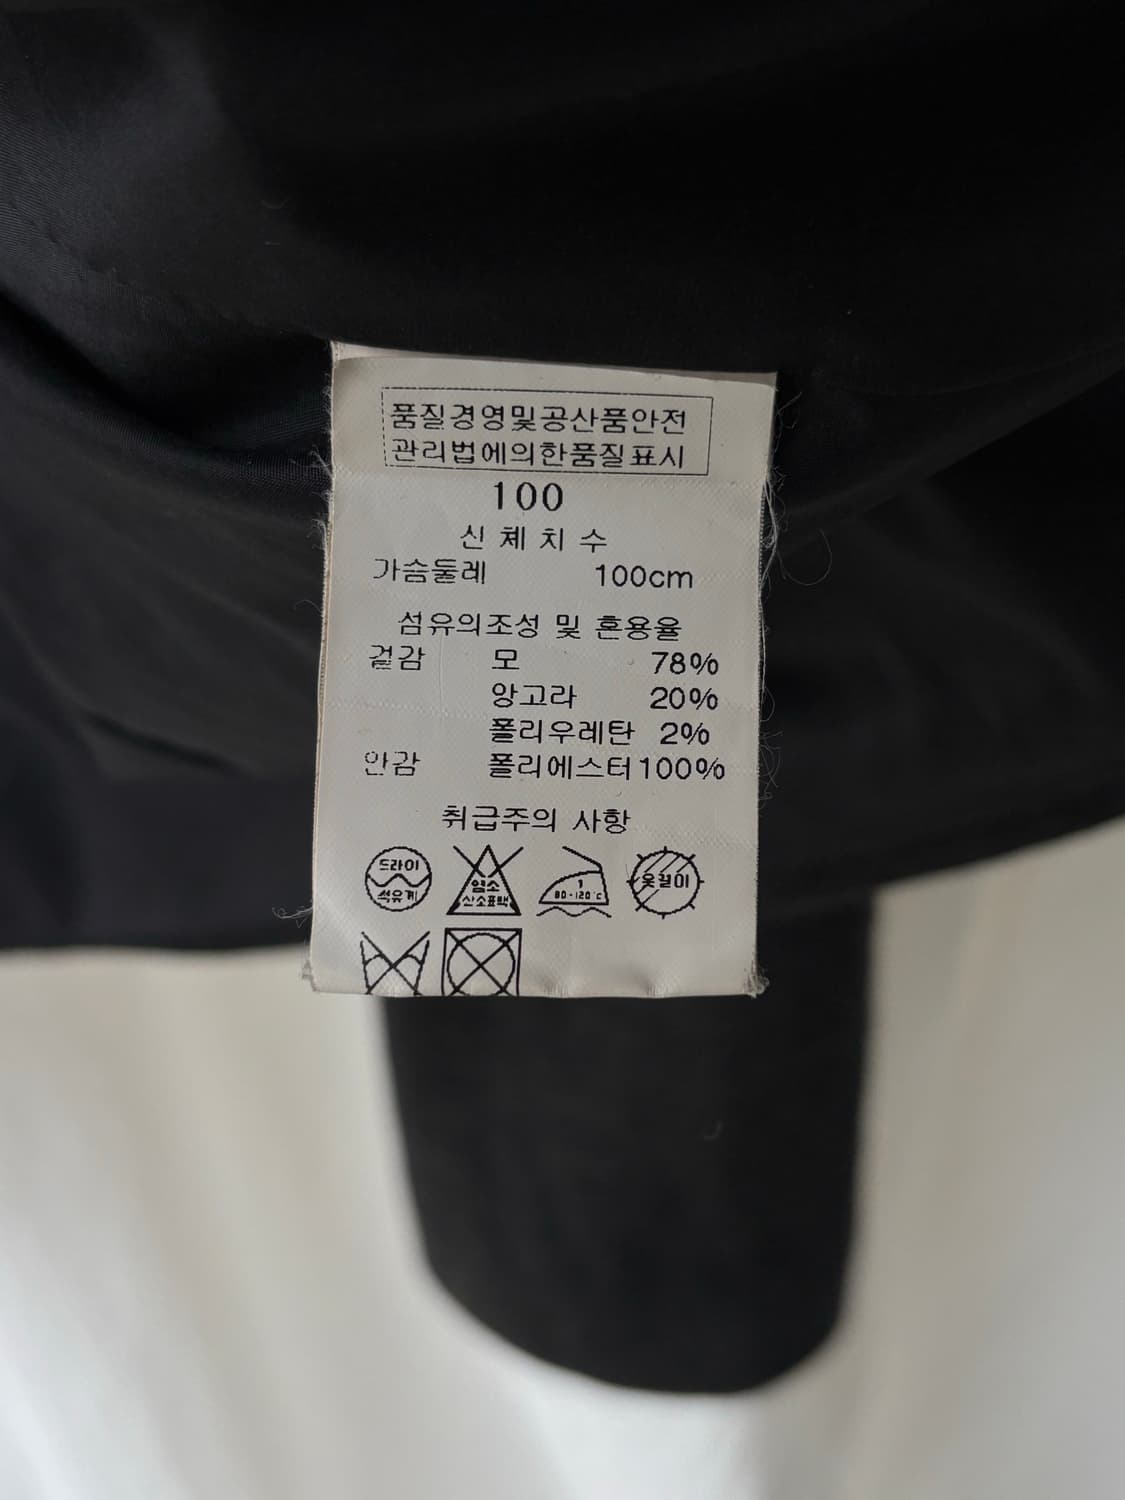 품질경영및공산품안전
관리법에의한품질표시
100
신체치수
가슴둘레 100cm
섬유의조성 및 혼용율
겉감 모 78%
앙고라 20%
폴리우레탄 2%
안감 폴리에스터 100%
취급주의 사항
드라이
석유계
염소
산소표백
1
80-120℃
옷걸이